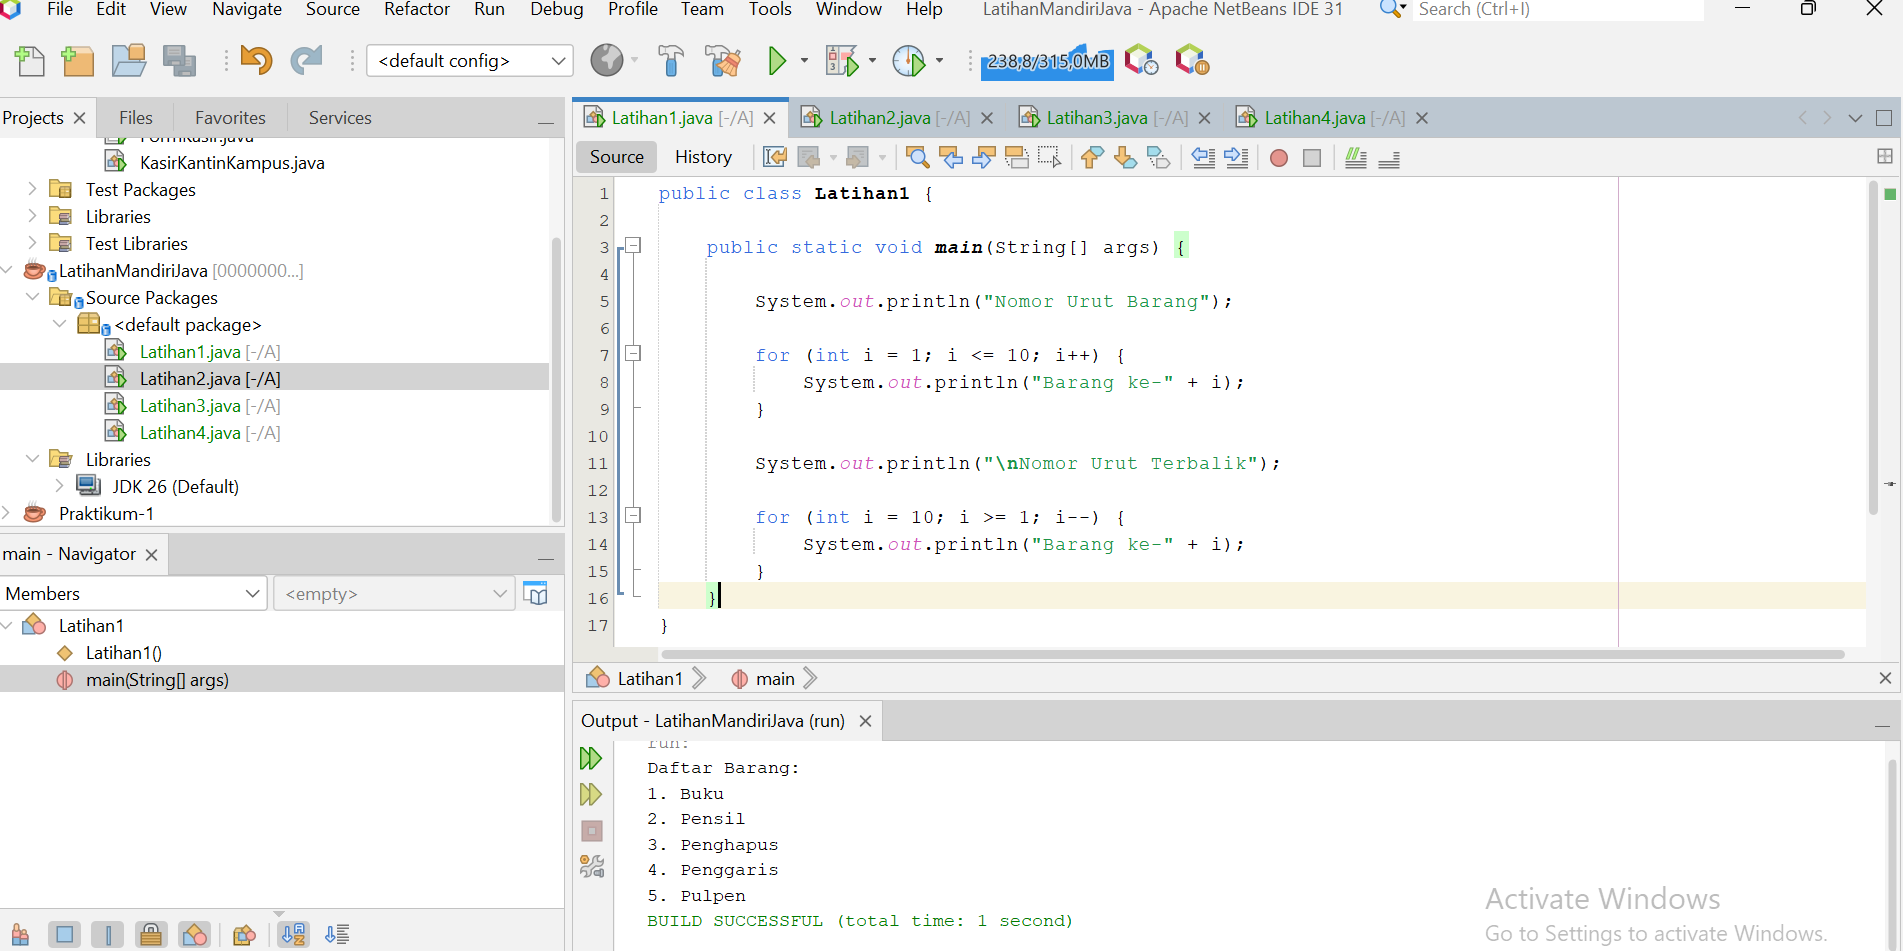 File Edit View Navigate Source Refactor Run Debug Profile Team Tools Window Help LatihanMandiriJava - Apache NetBeans IDE 31 Search (Ctrl+I)
<default config> 238,8/315,0MB
Projects Files Favorites Services
FormKasir.java
KasirKantinKampus.java
Test Packages
Libraries
Test Libraries
LatihanMandiriJava [0000000...]
Source Packages
<default package>
Latihan1.java [-/A]
Latihan2.java [-/A]
Latihan3.java [-/A]
Latihan4.java [-/A]
Libraries
JDK 26 (Default)
Praktikum-1
main - Navigator
Members <empty>
Latihan1
Latihan1()
main(String[] args)
Latihan1.java [-/A] Latihan2.java [-/A] Latihan3.java [-/A] Latihan4.java [-/A]
Source History
1 public class Latihan1 {
2
3 public static void main(String[] args) {
4
5 System.out.println("Nomor Urut Barang");
6
7 for (int i = 1; i <= 10; i++) {
8 System.out.println("Barang ke-" + i);
9 }
10
11 System.out.println("\nNomor Urut Terbalik");
12
13 for (int i = 10; i >= 1; i--) {
14 System.out.println("Barang ke-" + i);
15 }
16 }
17 }
Latihan1 main
Output - LatihanMandiriJava (run)
run:
Daftar Barang:
1. Buku
2. Pensil
3. Penghapus
4. Penggaris
5. Pulpen
BUILD SUCCESSFUL (total time: 1 second)
Activate Windows
Go to Settings to activate Windows.